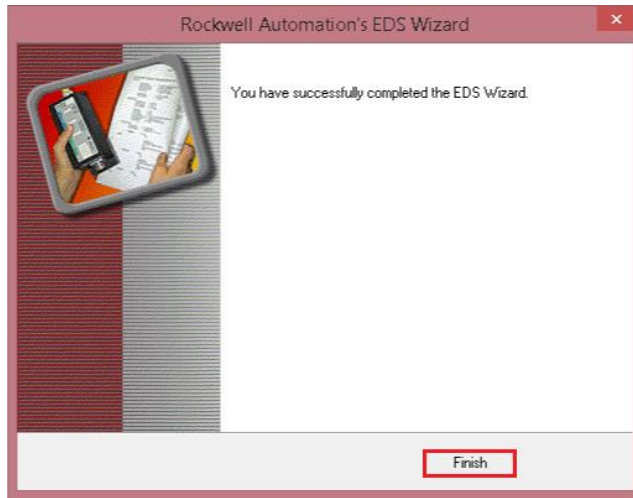 Rockwell Automation's EDS Wizard
You have successfully completed the EDS Wizard.
Finish